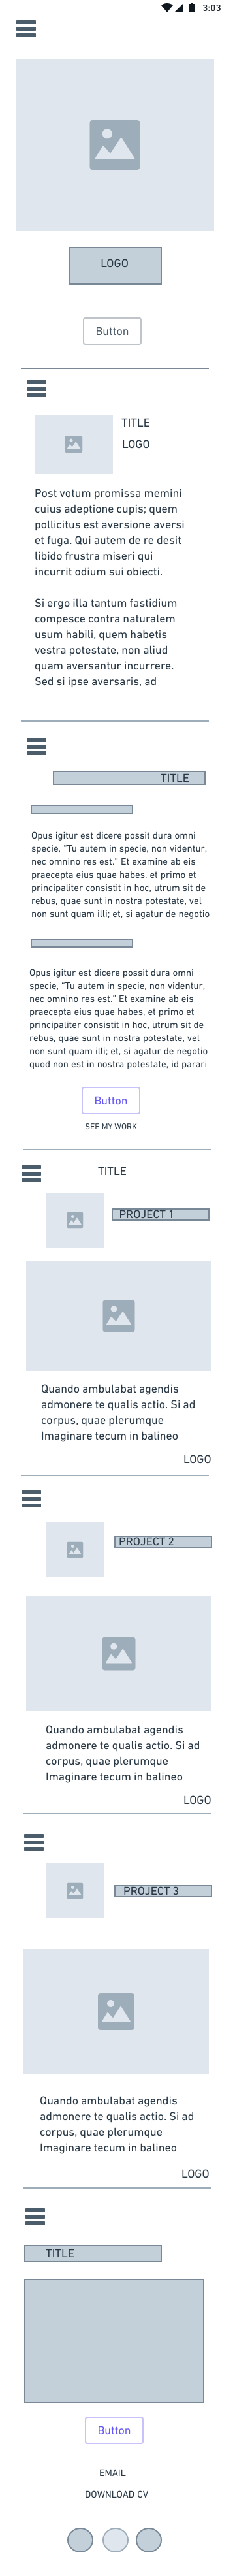 3:03
LOGO
Button
TITLE
LOGO
Post votum promissa memini
cuius adeptione cupis; quem
pollicitus est aversione aversi
et fuga. Qui autem de re desit
libido frustra miseri qui
incurrit odium sui obiecti.
Si ergo illa tantum fastidium
compesce contra naturalem
usum habili, quem habetis
vestra potestate, non aliud
quam aversantur incurrere.
Sed si ipse aversaris, ad
TITLE
Opus igitur est dicere possit dura omni
specie, "Tu autem in specie, non videntur,
nec omnino res est." Et examine ab eis
praecepta eius quae habes, et primo et
principaliter consistit in hoc, utrum sit de
rebus, quae sunt in nostra potestate, vel
non sunt quam illi; et, si agatur de negotio
Opus igitur est dicere possit dura omni
specie, "Tu autem in specie, non videntur,
nec omnino res est." Et examine ab eis
praecepta eius quae habes, et primo et
principaliter consistit in hoc, utrum sit de
rebus, quae sunt in nostra potestate, vel
non sunt quam illi; et, si agatur de negotio
quod non est in nostra potestate, id parari
Button
SEE MY WORK
TITLE
PROJECT 1
Quando ambulabat agendis
admonere te qualis actio. Si ad
corpus, quae plerumque
Imaginare tecum in balineo
LOGO
PROJECT 2
Quando ambulabat agendis
admonere te qualis actio. Si ad
corpus, quae plerumque
Imaginare tecum in balineo
LOGO
PROJECT 3
Quando ambulabat agendis
admonere te qualis actio. Si ad
corpus, quae plerumque
Imaginare tecum in balineo
LOGO
TITLE
Button
EMAIL
DOWNLOAD CV